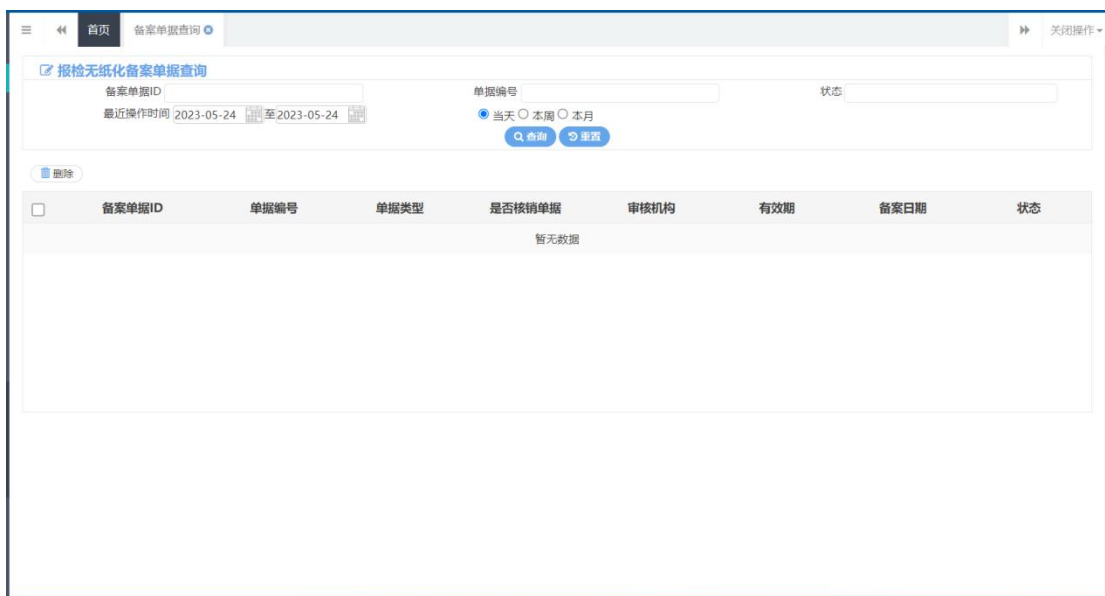 首页 备案单据查询 关闭操作
报检无纸化备案单据查询
备案单据ID 单据编号 状态
最近操作时间 2023-05-24 至 2023-05-24 当天 本周 本月
查询 重置
删除
备案单据ID 单据编号 单据类型 是否核销单据 审核机构 有效期 备案日期 状态
暂无数据